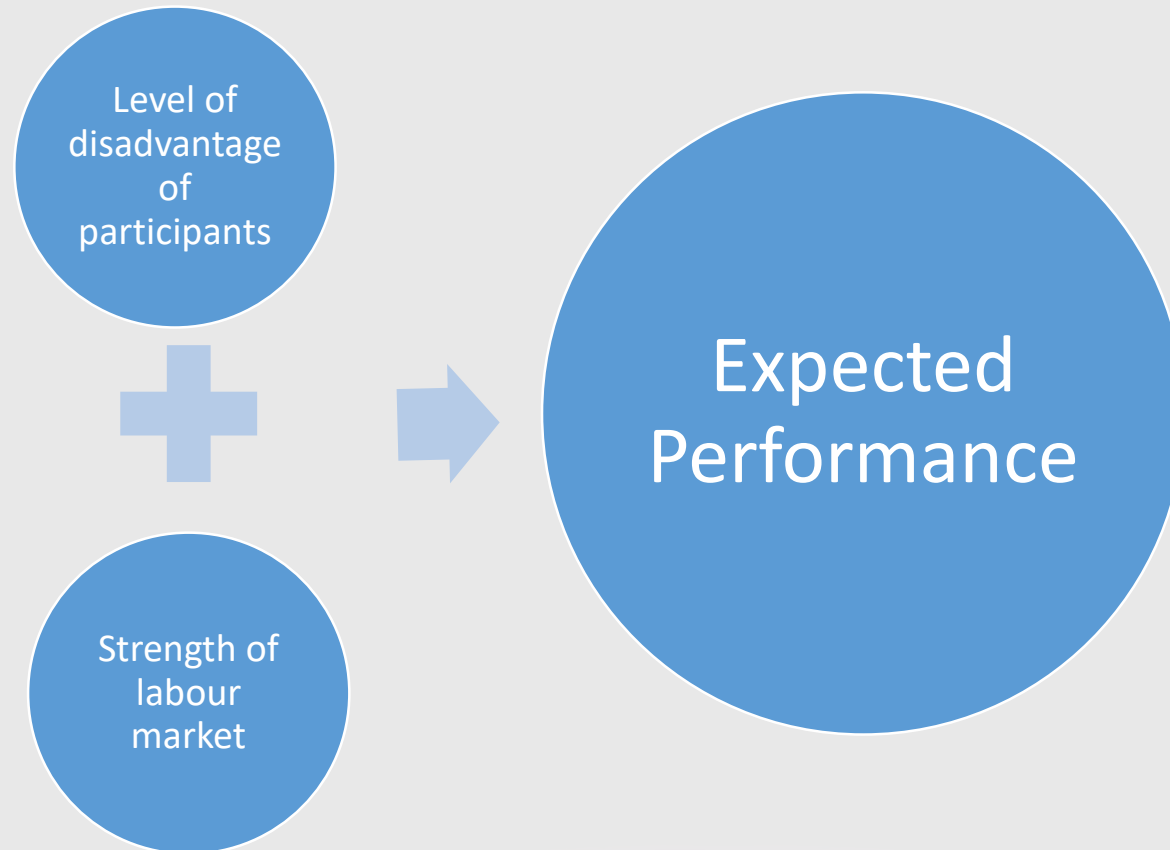 Level of
disadvantage
of
participants
Expected
Performance
Strength of
labour
market